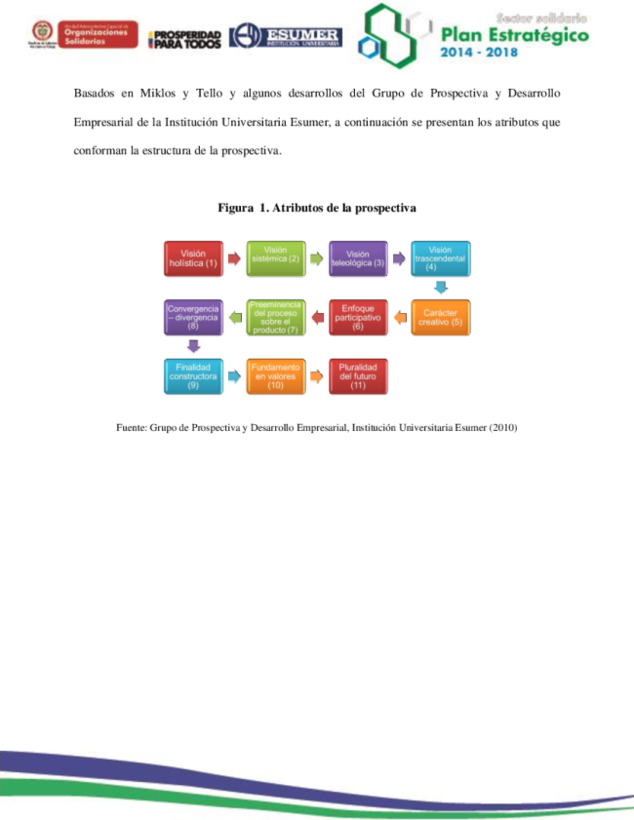 Unidad Administrativa Especial de
Organizaciones
Solidarias
PROSPERIDAD
PARA TODOS
ESUMER
INSTITUCIÓN UNIVERSITARIA
Sector solidario
Plan Estratégico
2014 - 2018
Basados en Miklos y Tello y algunos desarrollos del Grupo de Prospectiva y Desarrollo
Empresarial de la Institución Universitaria Esumer, a continuación se presentan los atributos que
conforman la estructura de la prospectiva.
Figura 1. Atributos de la prospectiva
Visión
holística (1)
Visión
sistémica (2)
Visión
teleológica (3)
Visión
trascendental
(4)
Carácter
creativo (5)
Enfoque
participativo
(6)
Preeminencia
del proceso
sobre el
producto (7)
Convergencia
– divergencia
(8)
Finalidad
constructora
(9)
Fundamento
en valores
(10)
Pluralidad
del futuro
(11)
Fuente: Grupo de Prospectiva y Desarrollo Empresarial, Institución Universitaria Esumer (2010)